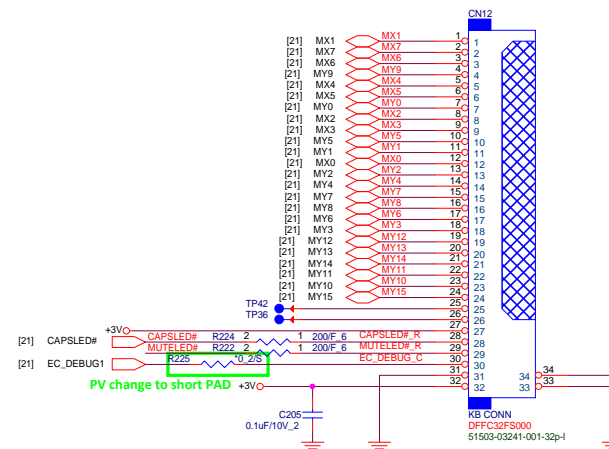 CN12
[21] MX1 MX1 1 1
[21] MX7 MX7 2 2
[21] MX6 MX6 3 3
[21] MY9 MY9 4 4
[21] MX4 MX4 5 5
[21] MX5 MX5 6 6
[21] MY0 MY0 7 7
[21] MX2 MX2 8 8
[21] MX3 MX3 9 9
[21] MY5 MY5 10 10
[21] MY1 MY1 11 11
[21] MX0 MX0 12 12
[21] MY2 MY2 13 13
[21] MY4 MY4 14 14
[21] MY7 MY7 15 15
[21] MY8 MY8 16 16
[21] MY6 MY6 17 17
[21] MY3 MY3 18 18
[21] MY12 MY12 19 19
[21] MY13 MY13 20 20
[21] MY14 MY14 21 21
[21] MY11 MY11 22 22
[21] MY10 MY10 23 23
[21] MY15 MY15 24 24
TP42 25 25
TP36 26 26
+3V 27 27
[21] CAPSLED# CAPSLED# R224 2 1 200/F_6 CAPSLED#_R 28 28
MUTELED# R222 2 1 200/F_6 MUTELED#_R 29 29
[21] EC_DEBUG1 R225 *0_2/S EC_DEBUG_C 30 30
31 31 34 34
PV change to short PAD +3V 32 32 33 33
C205
0.1uF/10V_2
KB CONN
DFFC32FS000
51503-03241-001-32p-l